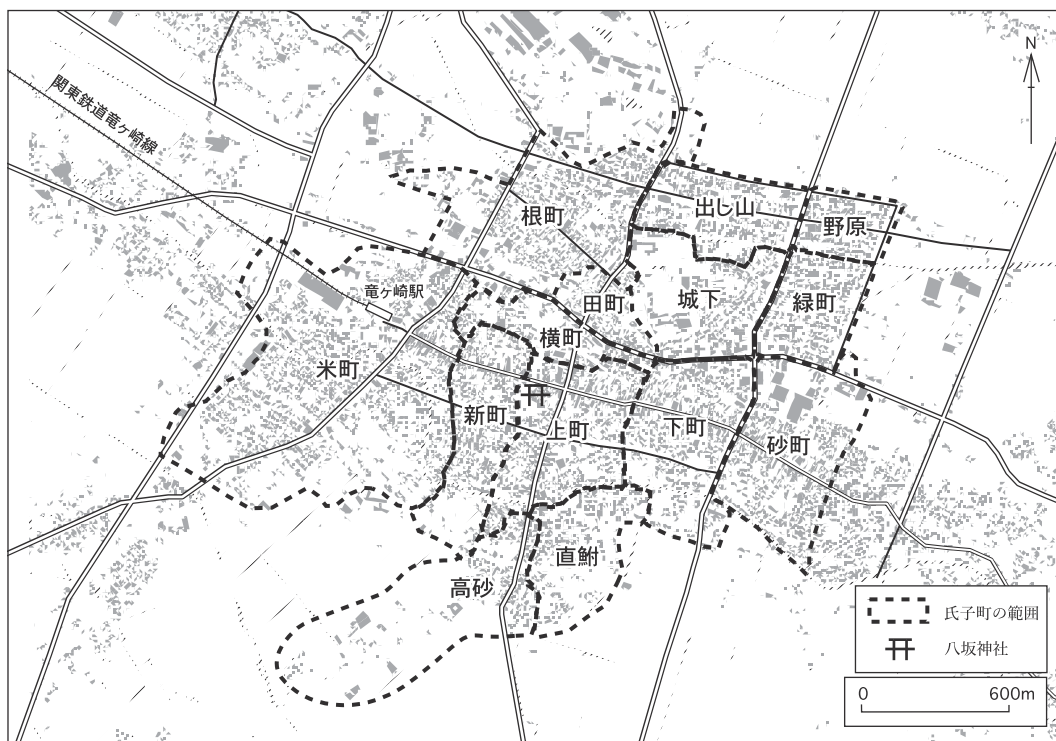 N
関東鉄道竜ヶ崎線
出し山
根町
野原
竜ヶ崎駅
城下
田町
緑町
横町
米町
新町
上町
下町
砂町
直鮒
高砂
氏子町の範囲
八坂神社
0 600m